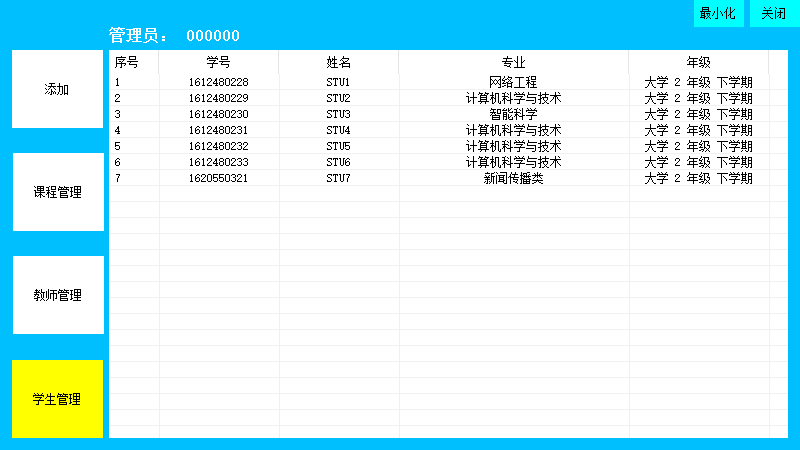 最小化 关闭
管理员: 000000
添加
课程管理
教师管理
学生管理
序号 学号 姓名 专业 年级
1 1612480228 STU1 网络工程 大学 2 年级 下学期
2 1612480229 STU2 计算机科学与技术 大学 2 年级 下学期
3 1612480230 STU3 智能科学 大学 2 年级 下学期
4 1612480231 STU4 计算机科学与技术 大学 2 年级 下学期
5 1612480232 STU5 计算机科学与技术 大学 2 年级 下学期
6 1612480233 STU6 计算机科学与技术 大学 2 年级 下学期
7 1620550321 STU7 新闻传播类 大学 2 年级 下学期